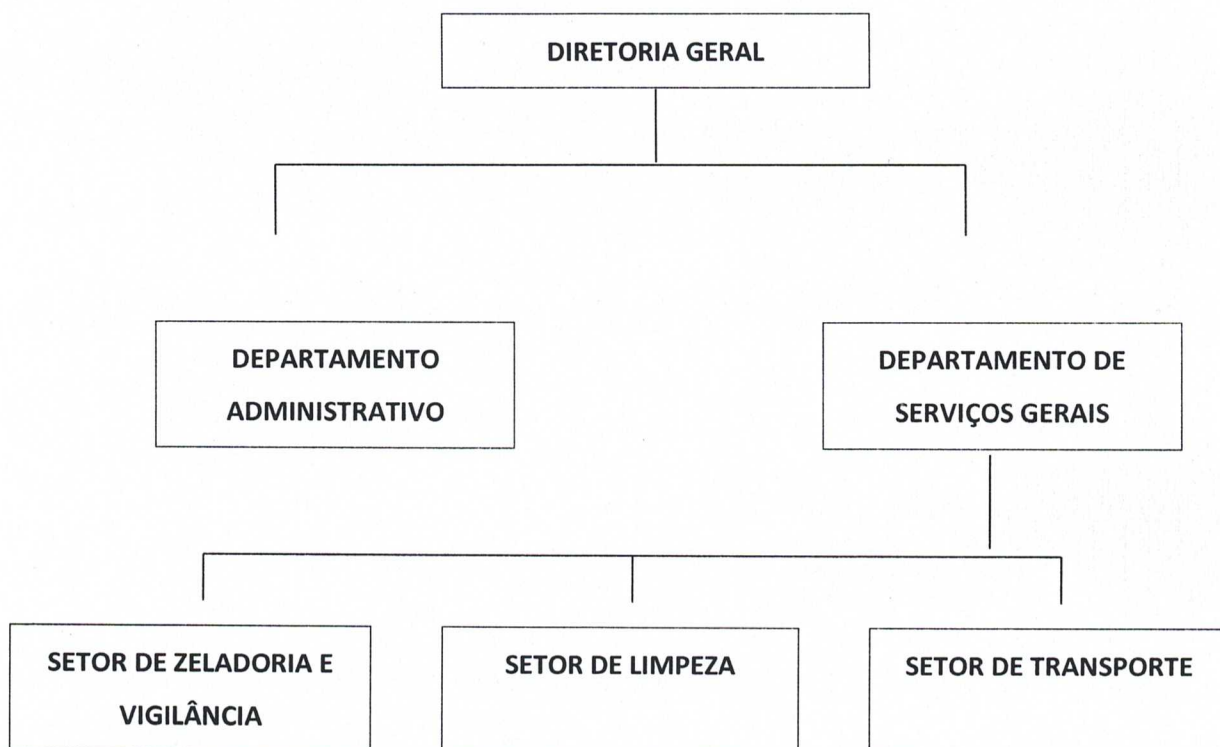 DIRETORIA GERAL
DEPARTAMENTO
ADMINISTRATIVO
DEPARTAMENTO DE
SERVIÇOS GERAIS
SETOR DE ZELADORIA E
VIGILÂNCIA
SETOR DE LIMPEZA
SETOR DE TRANSPORTE